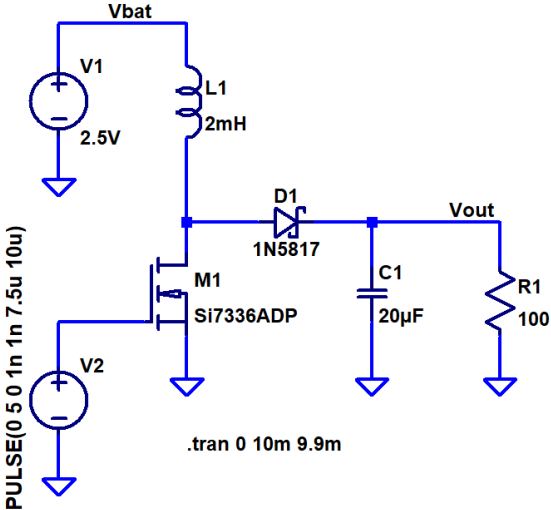 Vbat
V1
L1
2mH
2.5V
D1
Vout
1N5817
M1
C1
R1
Si7336ADP
20µF
100
V2
PULSE(0 5 0 1n 1n 7.5u 10u)
.tran 0 10m 9.9m